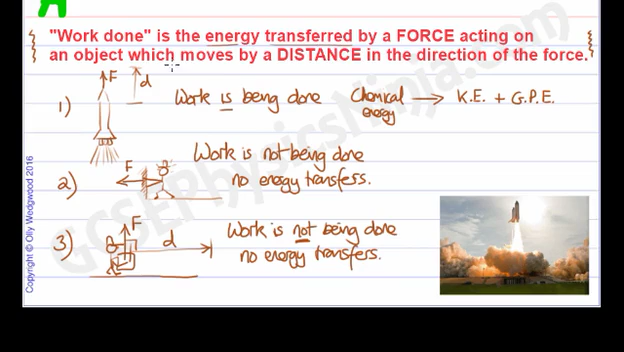 "Work done" is the energy transferred by a FORCE acting on
an object which moves by a DISTANCE in the direction of the force.
1) F d Work is being done Chemical energy → K.E. + G.P.E.
2) F Work is not being done
no energy transfers.
3) F d Work is not being done
no energy transfers.
Copyright © Olly Wedgwood 2016
GCSEPhysicsNinja.com